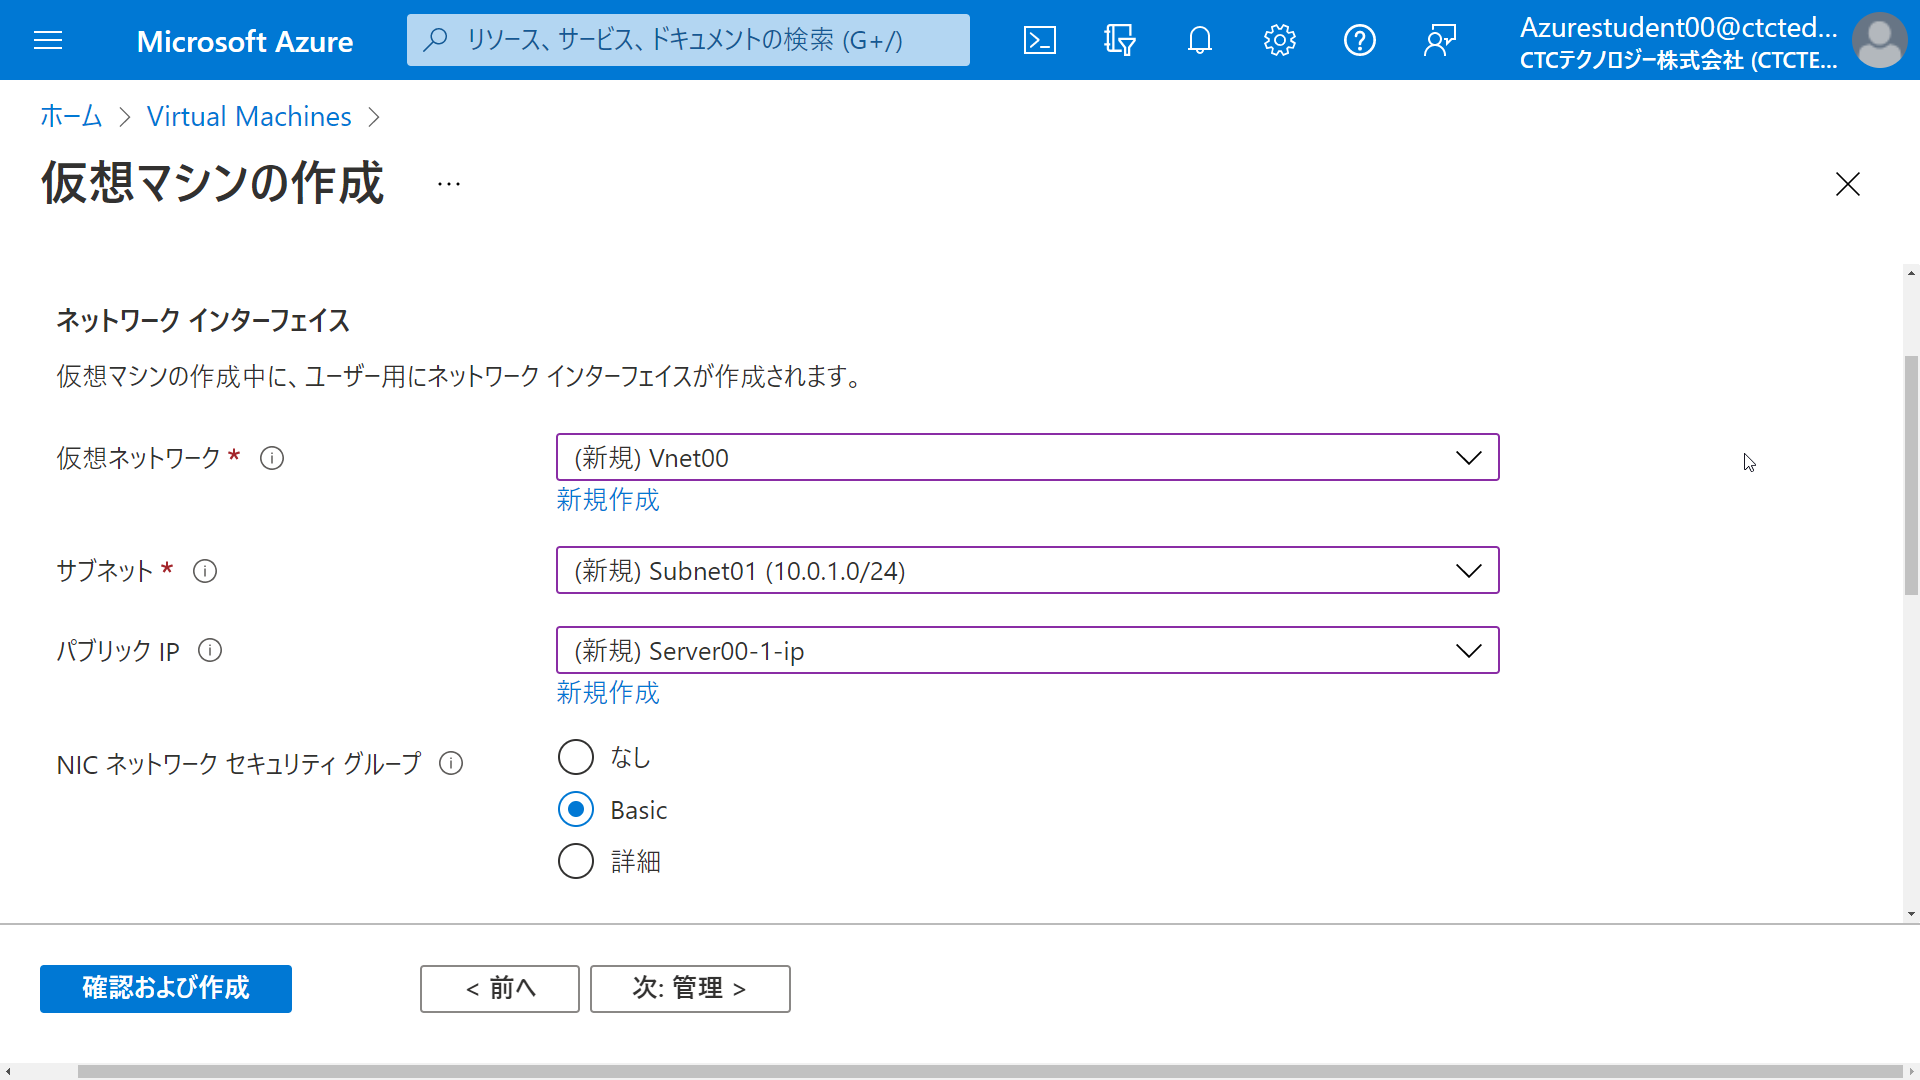 Microsoft Azure
リソース、サービス、ドキュメントの検索 (G+/)
Azurestudent00@ctcted...
CTCテクノロジー株式会社 (CTCTE...
ホーム > Virtual Machines >
仮想マシンの作成 ...
ネットワーク インターフェイス
仮想マシンの作成中に、ユーザー用にネットワーク インターフェイスが作成されます。
仮想ネットワーク *
(新規) Vnet00
新規作成
サブネット *
(新規) Subnet01 (10.0.1.0/24)
パブリック IP
(新規) Server00-1-ip
新規作成
NIC ネットワーク セキュリティ グループ
なし
Basic
詳細
確認および作成
< 前へ
次: 管理 >